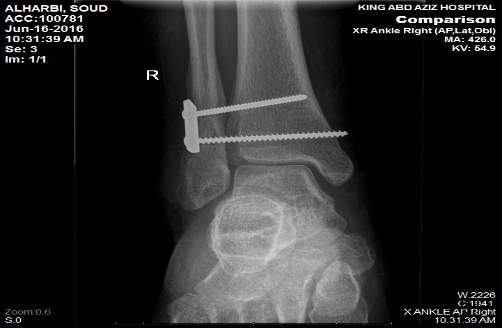 ALHARBI, SOUD
ACC:100781
Jun-16-2016
10:31:39 AM
Se: 3
Im: 1/1
KING ABD AZIZ HOSPITAL
Comparison
XR Ankle Right (AP,Lat,Obl)
MA: 426.0
KV: 54.9
R
Zoom:0.6
S.0
W.2226
C:1941
X ANKLE AP Right
10.31.39 AM